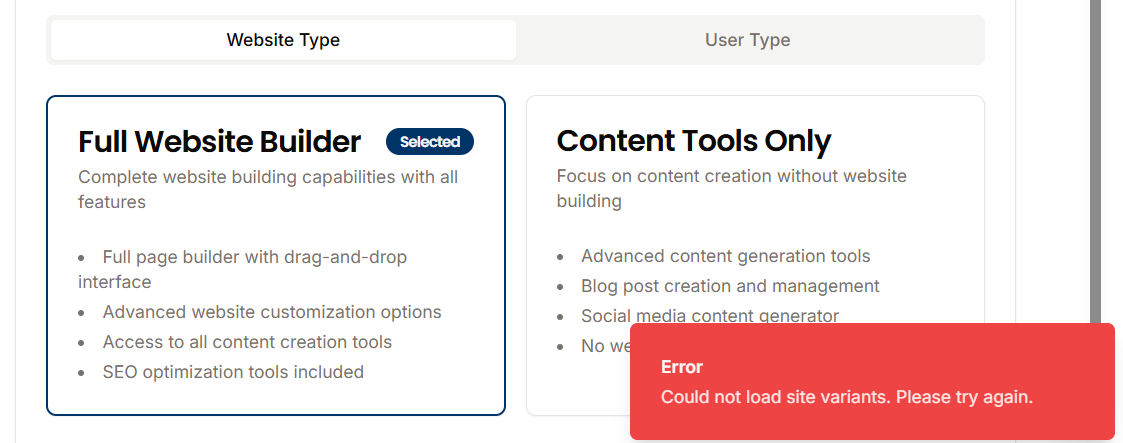 Website Type
User Type
Full Website Builder
Selected
Complete website building capabilities with all
features
• Full page builder with drag-and-drop
interface
• Advanced website customization options
• Access to all content creation tools
• SEO optimization tools included
Content Tools Only
Focus on content creation without website
building
• Advanced content generation tools
• Blog post creation and management
• Social media content generator
• No
Error
Could not load site variants. Please try again.